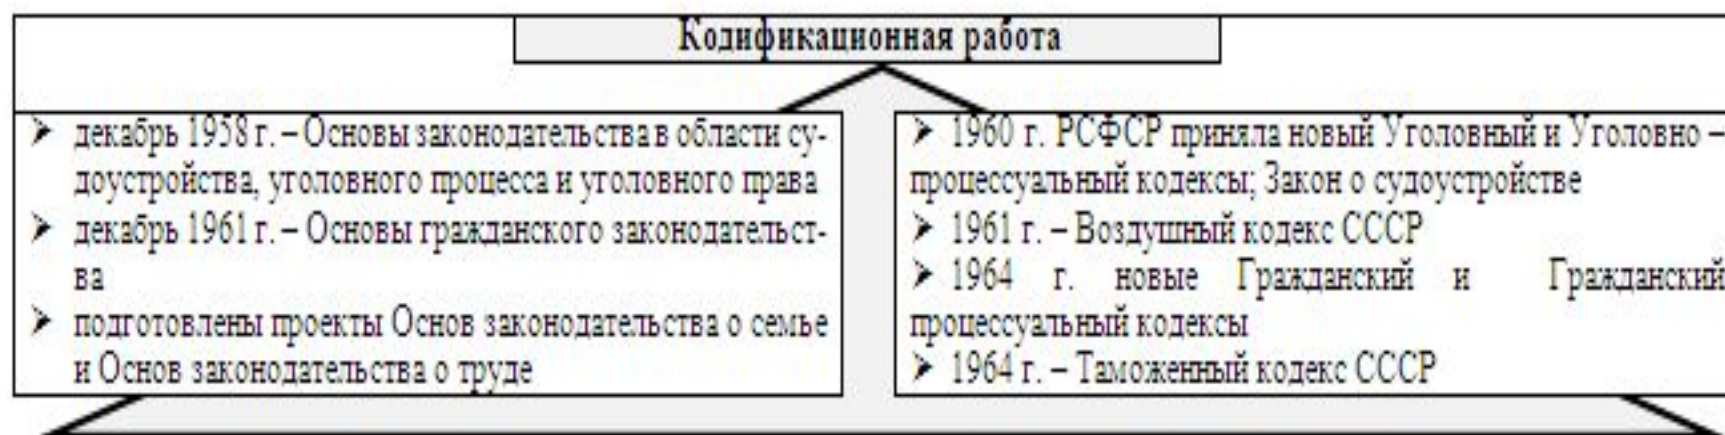 Кодификационная работа
➤ декабрь 1958 г. – Основы законодательства в области су-
доустройства, уголовного процесса и уголовного права
➤ декабрь 1961 г. – Основы гражданского законодательст-
ва
➤ подготовлены проекты Основ законодательства о семье
и Основ законодательства о труде
➤ 1960 г. РСФСР приняла новый Уголовный и Уголовно –
процессуальный кодексы; Закон о судоустройстве
➤ 1961 г. – Воздушный кодекс СССР
➤ 1964 г. новые Гражданский и Гражданский
процессуальный кодексы
➤ 1964 г. – Таможенный кодекс СССР